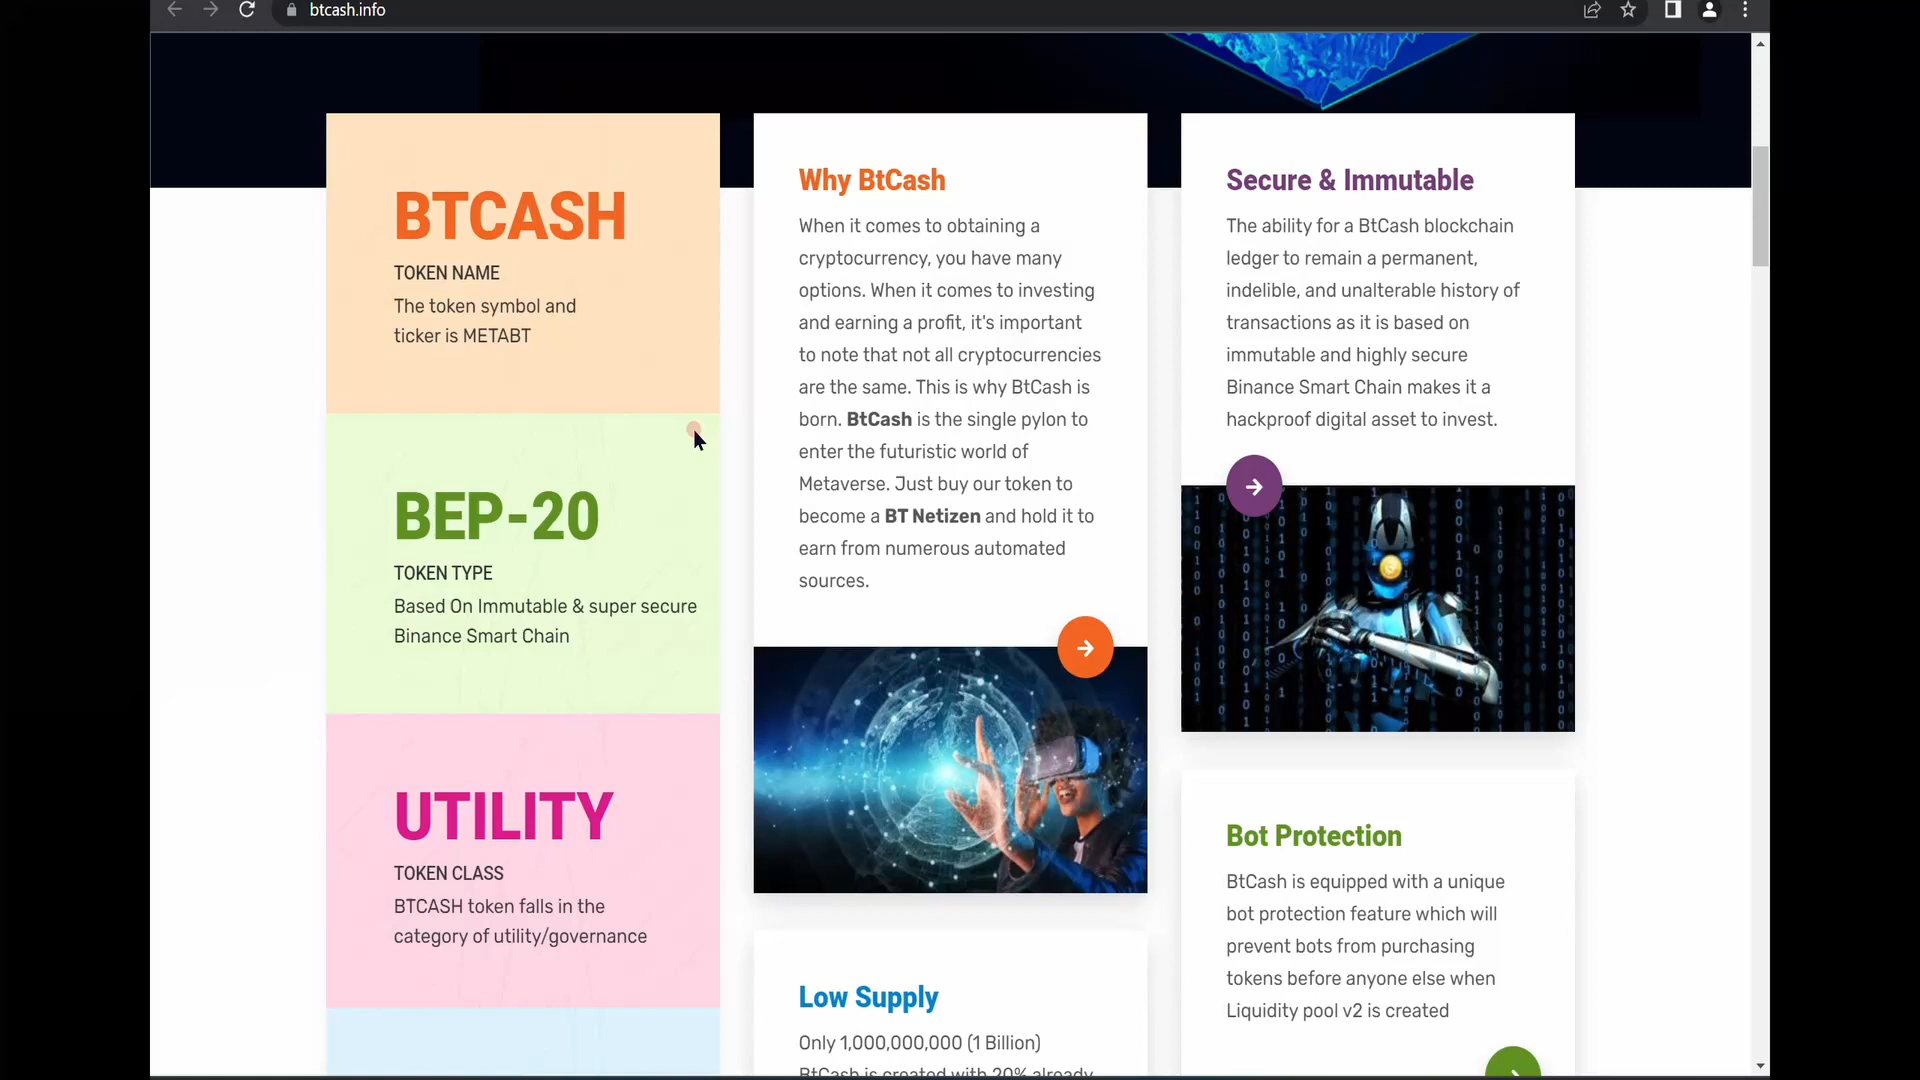 btcash.info
BTCASH
TOKEN NAME
The token symbol and
ticker is METABT
BEP-20
TOKEN TYPE
Based On Immutable & super secure
Binance Smart Chain
UTILITY
TOKEN CLASS
BTCASH token falls in the
category of utility/governance
Why BtCash
When it comes to obtaining a
cryptocurrency, you have many
options. When it comes to investing
and earning a profit, it's important
to note that not all cryptocurrencies
are the same. This is why BtCash is
born. BtCash is the single pylon to
enter the futuristic world of
Metaverse. Just buy our token to
become a BT Netizen and hold it to
earn from numerous automated
sources.
Low Supply
Only 1,000,000,000 (1 Billion)
BtCash is created with 20% already
Secure & Immutable
The ability for a BtCash blockchain
ledger to remain a permanent,
indelible, and unalterable history of
transactions as it is based on
immutable and highly secure
Binance Smart Chain makes it a
hackproof digital asset to invest.
Bot Protection
BtCash is equipped with a unique
bot protection feature which will
prevent bots from purchasing
tokens before anyone else when
Liquidity pool v2 is created